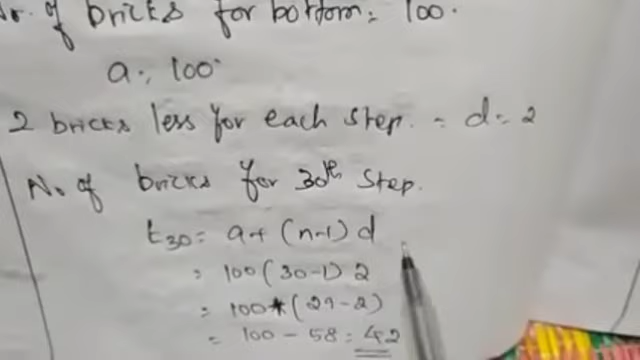 Nr. of bricks for bottom = 100.
a = 100
2 bricks less for each step. = d = 2
No of bricks for 30th step.
t30 = a+ (n-1) d
= 100 (30-1) 2
= 100 * (29-2)
= 100 - 58 = 42